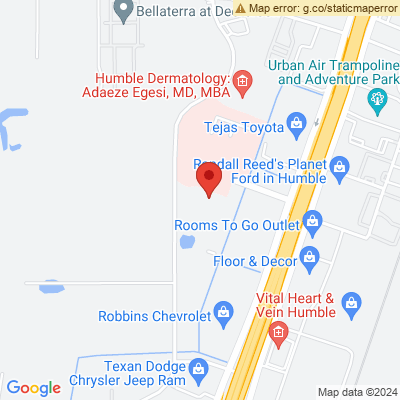 Bellaterra at Dee
Map error: g.co/staticmaperror
Urban Air Trampoline
and Adventure Park
Humble Dermatology:
Adaeze Egesi, MD, MBA
Tejas Toyota
Randall Reed's Planet
Ford in Humble
Rooms To Go Outlet
Floor & Decor
Vital Heart &
Vein Humble
Robbins Chevrolet
Texan Dodge
Chrysler Jeep Ram
Google
Map data ©2024